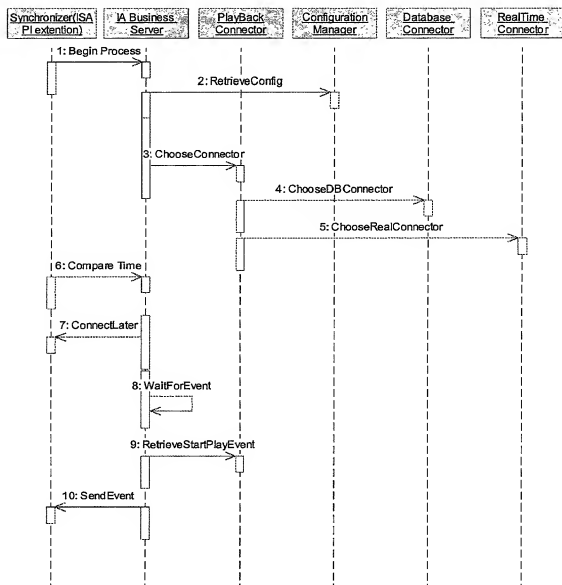 Synchronizer(ISA
PI extention)
IA Business
Server
PlayBack
Connector
Configuration
Manager
Database
Connector
RealTime
Connector
1: Begin Process
2: RetrieveConfig
3: ChooseConnector
4: ChooseDBConnector
5: ChooseRealConnector
6: Compare Time
7: ConnectLater
8: WaitForEvent
9: RetrieveStartPlayEvent
10: SendEvent